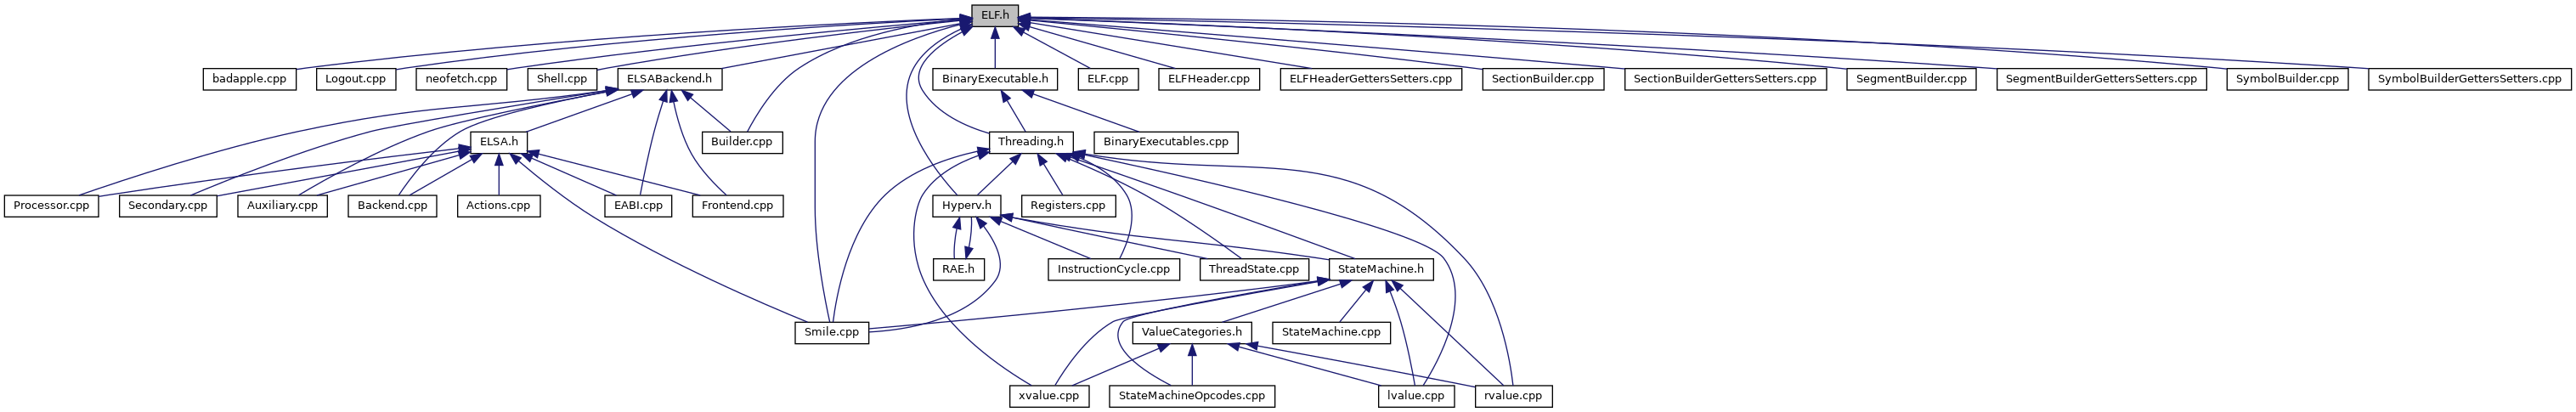 ELF.h
badapple.cpp
Logout.cpp
neofetch.cpp
Shell.cpp
ELSABackend.h
BinaryExecutable.h
ELF.cpp
ELFHeader.cpp
ELFHeaderGettersSetters.cpp
SectionBuilder.cpp
SectionBuilderGettersSetters.cpp
SegmentBuilder.cpp
SegmentBuilderGettersSetters.cpp
SymbolBuilder.cpp
SymbolBuilderGettersSetters.cpp
ELSA.h
Builder.cpp
Threading.h
BinaryExecutables.cpp
Processor.cpp
Secondary.cpp
Auxiliary.cpp
Backend.cpp
Actions.cpp
EABI.cpp
Frontend.cpp
Hyperv.h
Registers.cpp
RAE.h
InstructionCycle.cpp
ThreadState.cpp
StateMachine.h
Smile.cpp
ValueCategories.h
StateMachine.cpp
xvalue.cpp
StateMachineOpcodes.cpp
lvalue.cpp
rvalue.cpp